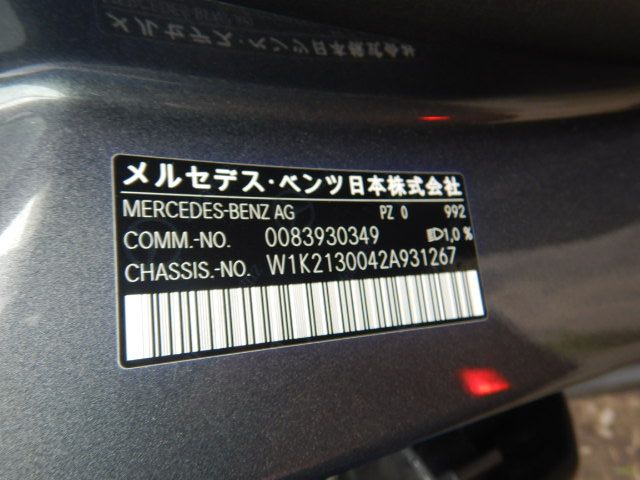 メルセデス・ベンツ日本株式会社
MERCEDES-BENZ AG PZ 0 992
COMM.-NO. 0083930349 1,0 %
CHASSIS.-NO. W1K2130042A931267